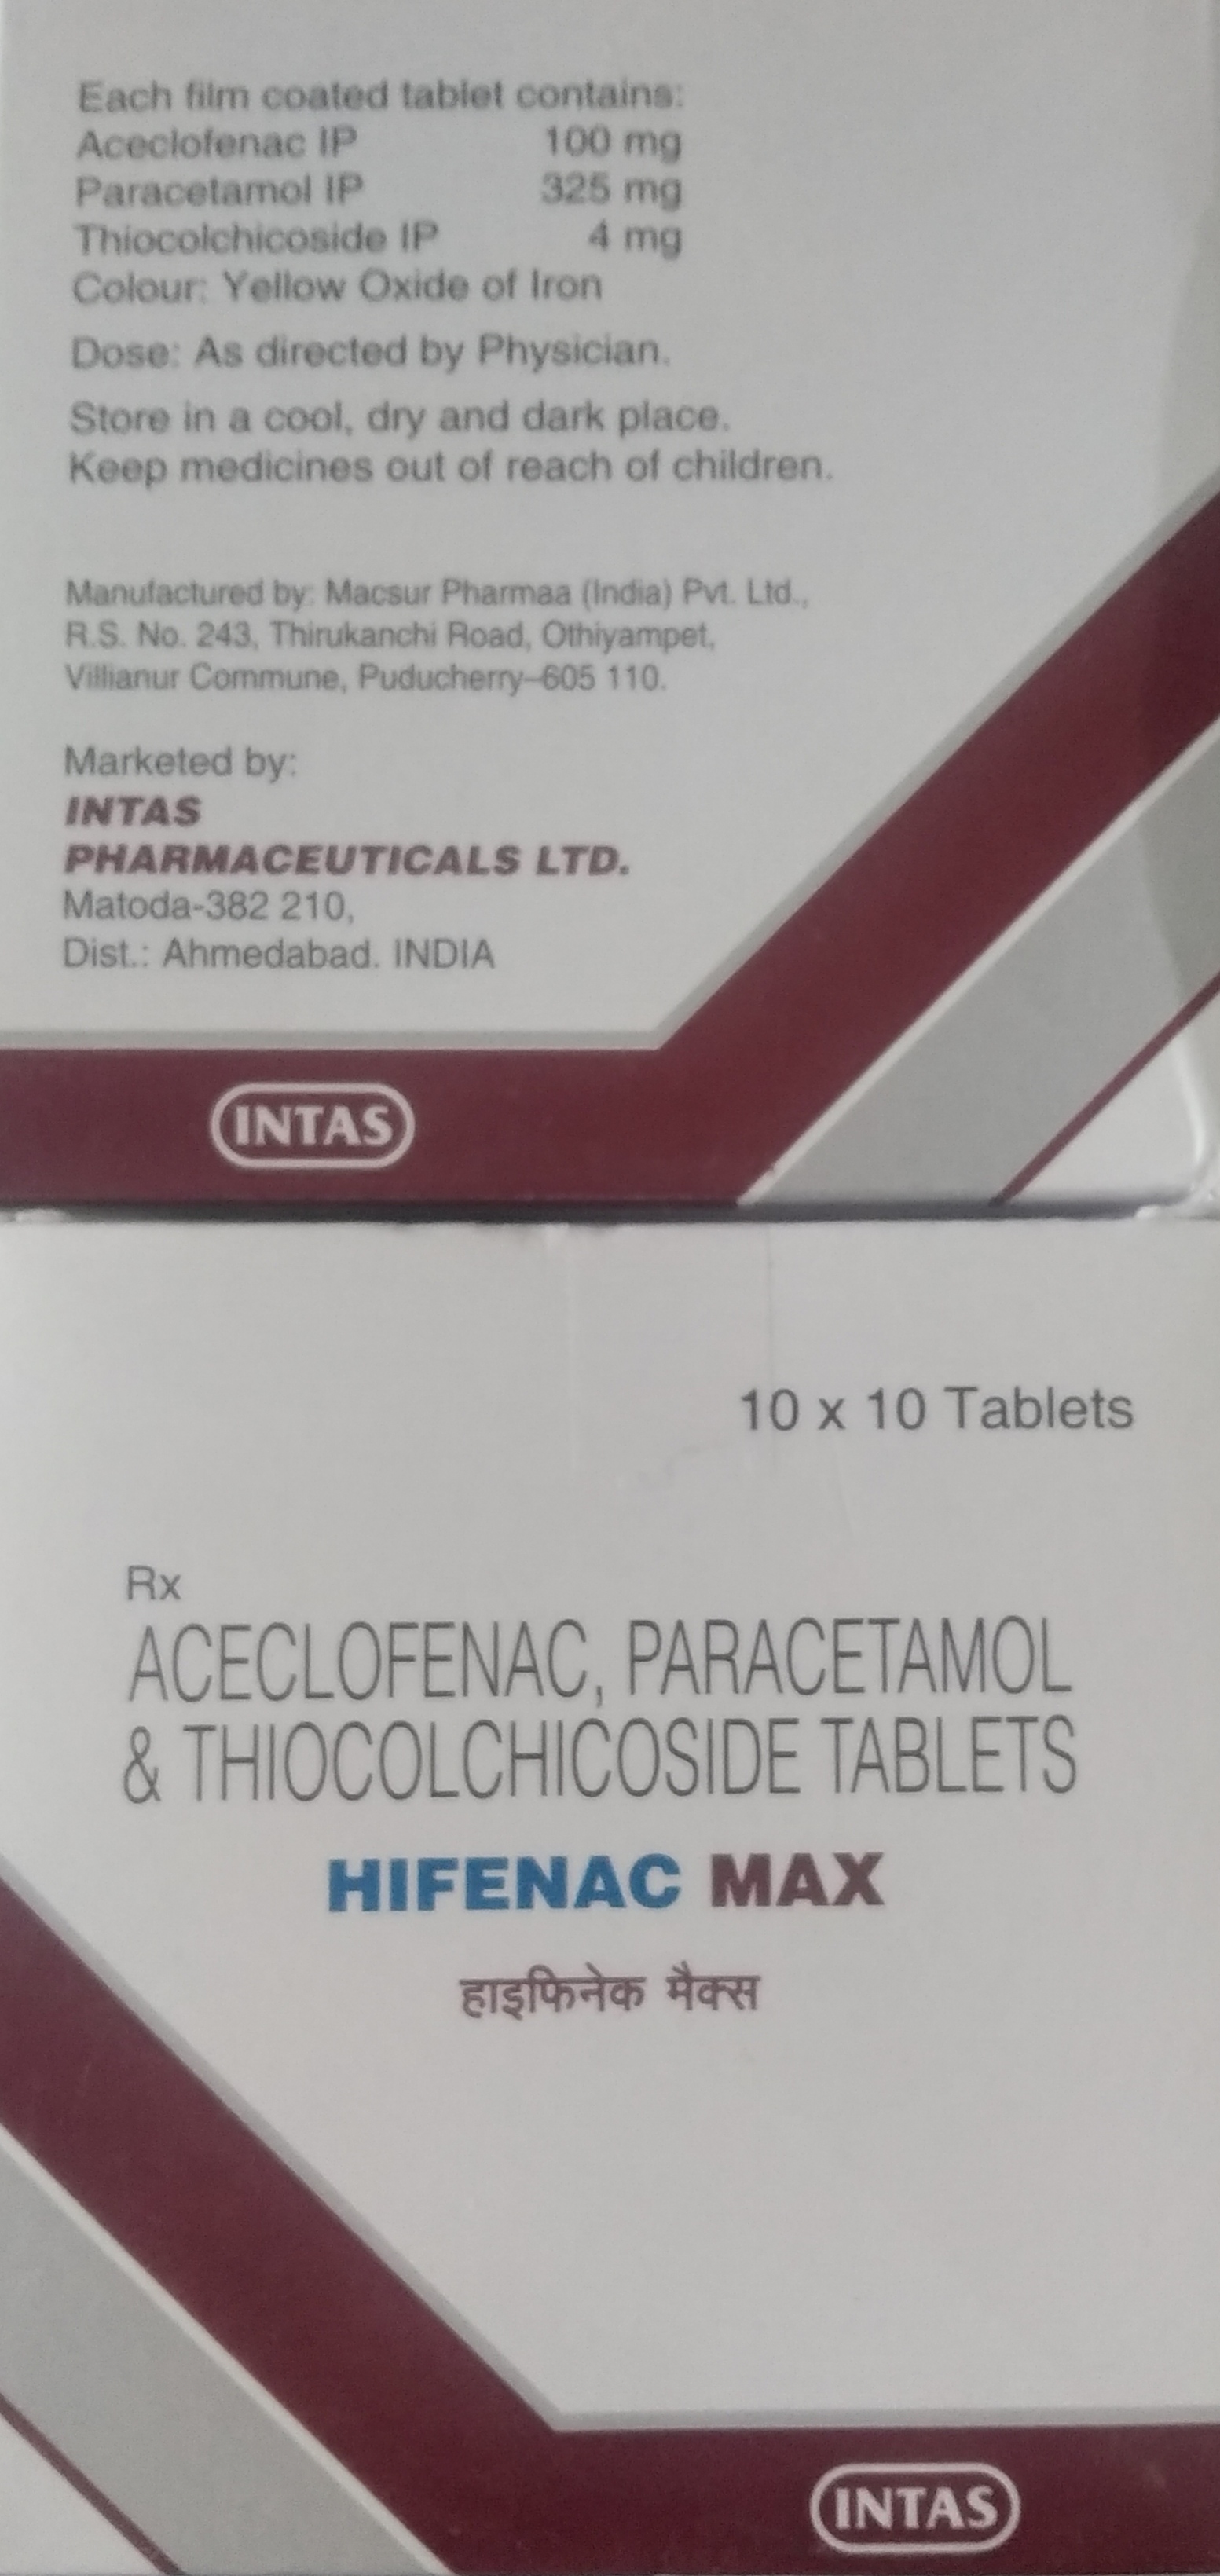 Each film coated tablet contains:
Aceclofenac IP 100 mg
Paracetamol IP 325 mg
Thiocolchicoside IP 4 mg
Colour: Yellow Oxide of Iron
Dose: As directed by Physician.
Store in a cool, dry and dark place.
Keep medicines out of reach of children.
Manufactured by: Macsur Pharmaa (India) Pvt. Ltd.,
R.S. No. 243, Thirukanchi Road, Othiyampet,
Villianur Commune, Puducherry–605 110.
Marketed by:
INTAS
PHARMACEUTICALS LTD.
Matoda-382 210,
Dist.: Ahmedabad. INDIA
INTAS
10 x 10 Tablets
Rx
ACECLOFENAC, PARACETAMOL
& THIOCOLCHICOSIDE TABLETS
HIFENAC MAX
हाइफिनेक मैक्स
INTAS